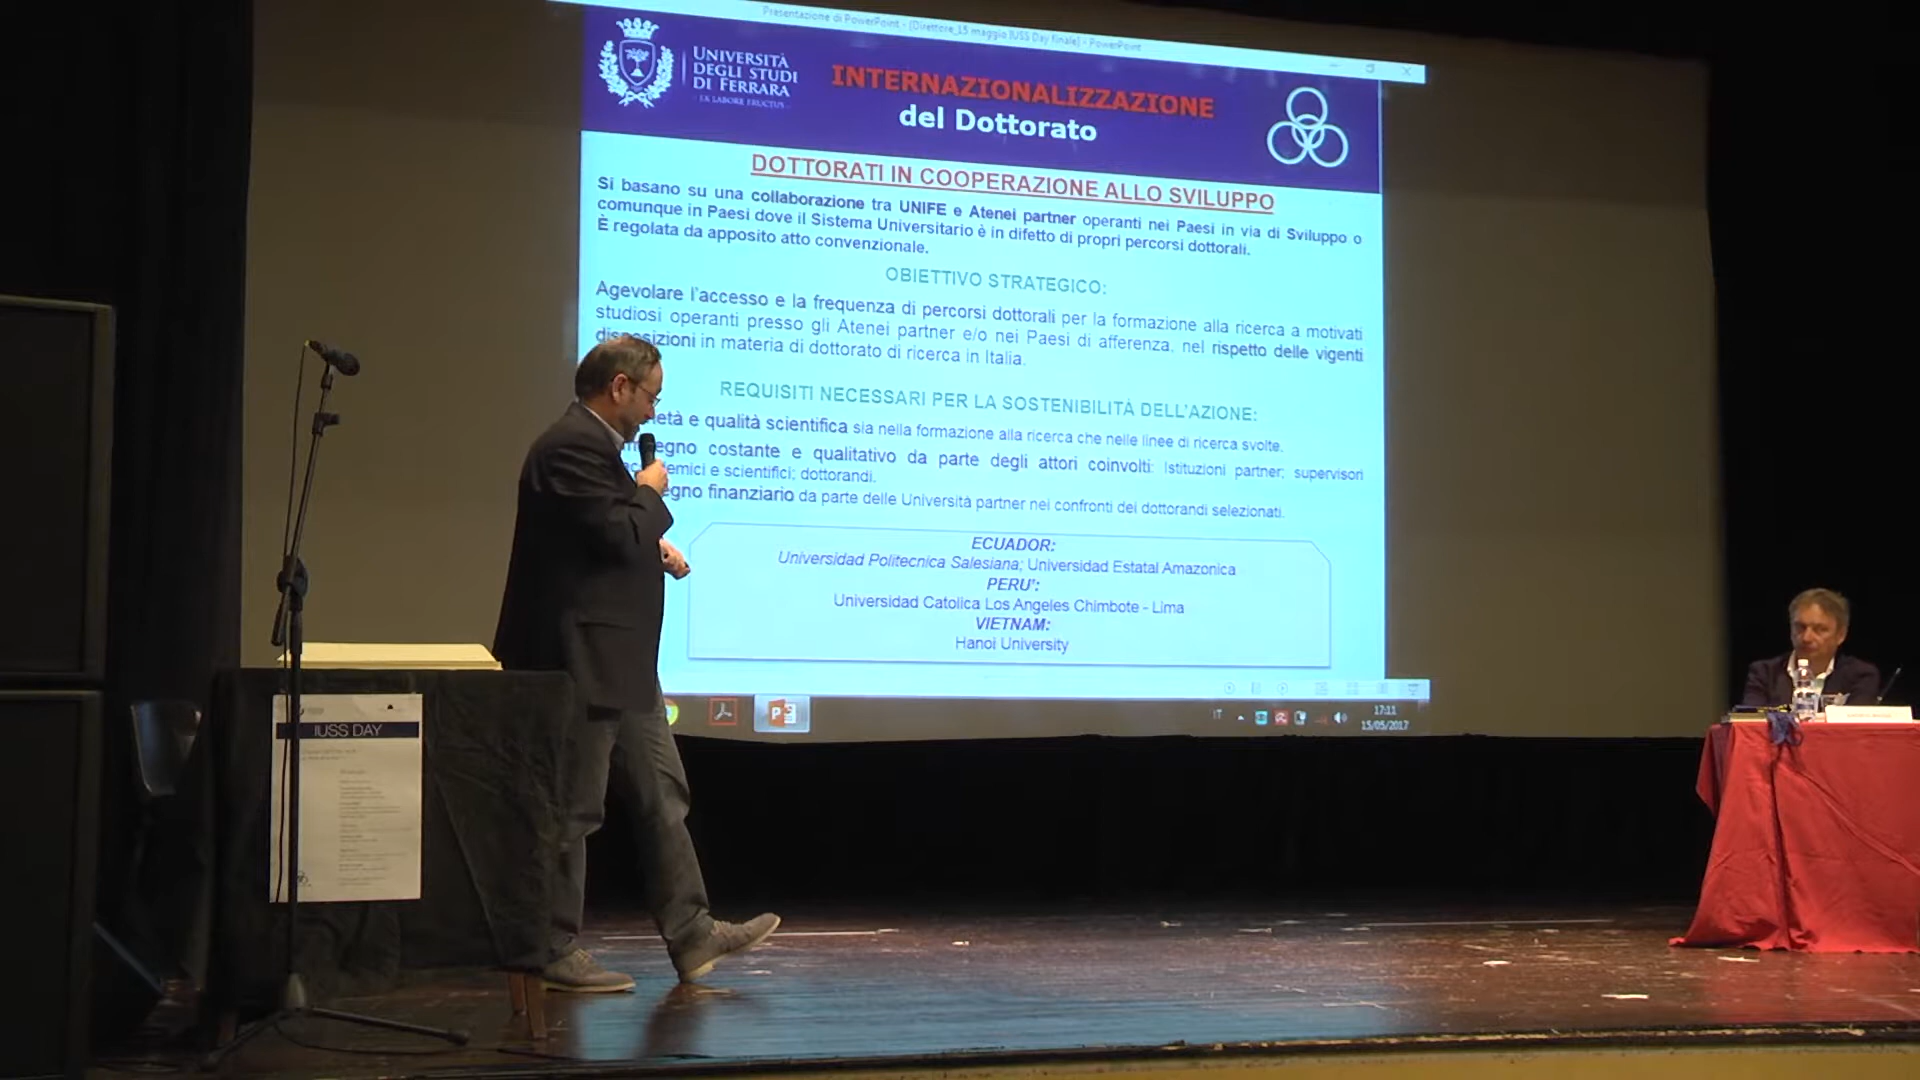 Presentazione di PowerPoint - [Direttore_15 maggio IUSS Day finale] - PowerPoint
UNIVERSITÀ
DEGLI STUDI
DI FERRARA
- EX LABORE FRUCTUS -
INTERNAZIONALIZZAZIONE
del Dottorato
DOTTORATI IN COOPERAZIONE ALLO SVILUPPO
Si basano su una collaborazione tra UNIFE e Atenei partner operanti nei Paesi in via di Sviluppo o
comunque in Paesi dove il Sistema Universitario è in difetto di propri percorsi dottorali.
È regolata da apposito atto convenzionale.
OBIETTIVO STRATEGICO:
Agevolare l'accesso e la frequenza di percorsi dottorali per la formazione alla ricerca a motivati
studiosi operanti presso gli Atenei partner e/o nei Paesi di afferenza, nel rispetto delle vigenti
disposizioni in materia di dottorato di ricerca in Italia.
REQUISITI NECESSARI PER LA SOSTENIBILITÀ DELL'AZIONE:
e qualità scientifica sia nella formazione alla ricerca che nelle linee di ricerca svolte.
costante e qualitativo da parte degli attori coinvolti: Istituzioni partner; supervisori
e scientifici; dottorandi.
finanziario da parte delle Università partner nei confronti dei dottorandi selezionati.
ECUADOR:
Universidad Politecnica Salesiana; Universidad Estatal Amazonica
PERU':
Universidad Catolica Los Angeles Chimbote - Lima
VIETNAM:
Hanoi University
IT
17:11
15/05/2017
IUSS DAY